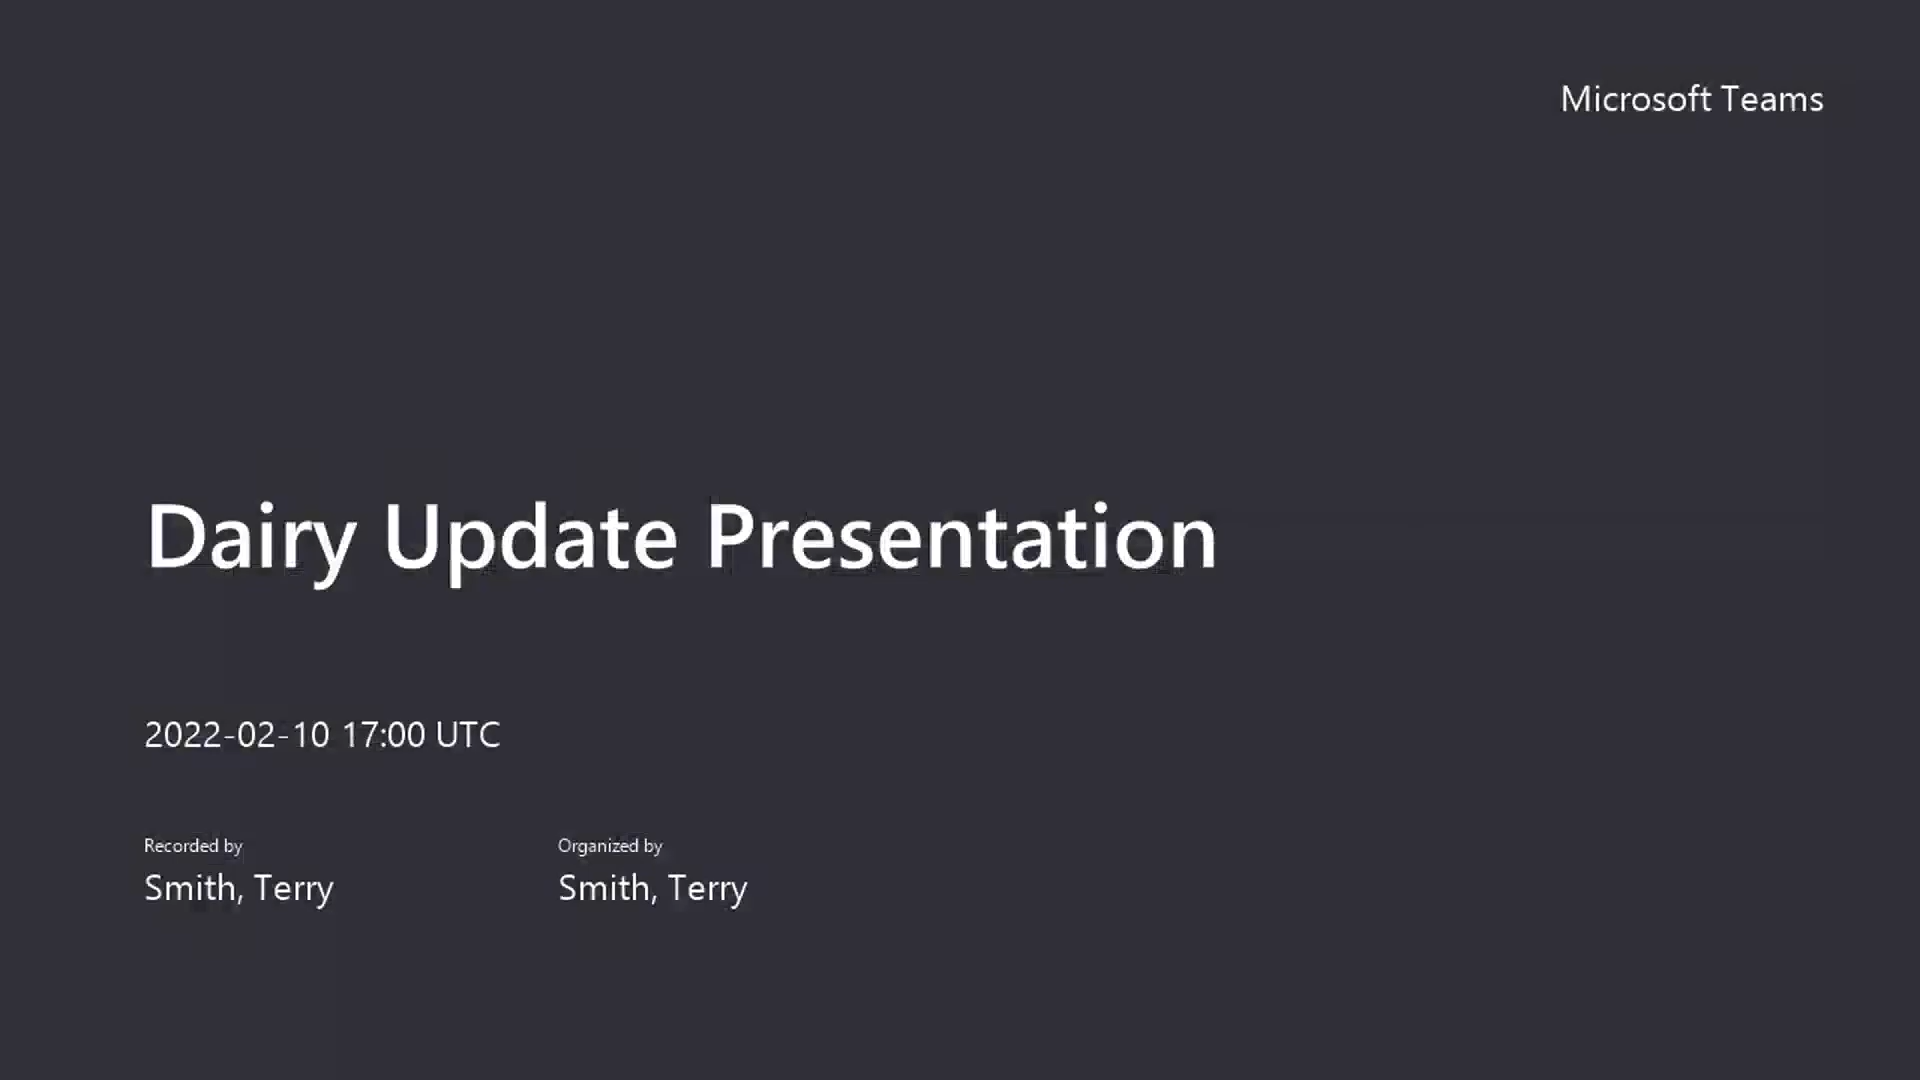 Microsoft Teams
Dairy Update Presentation
2022-02-10 17:00 UTC
Recorded by
Smith, Terry
Organized by
Smith, Terry